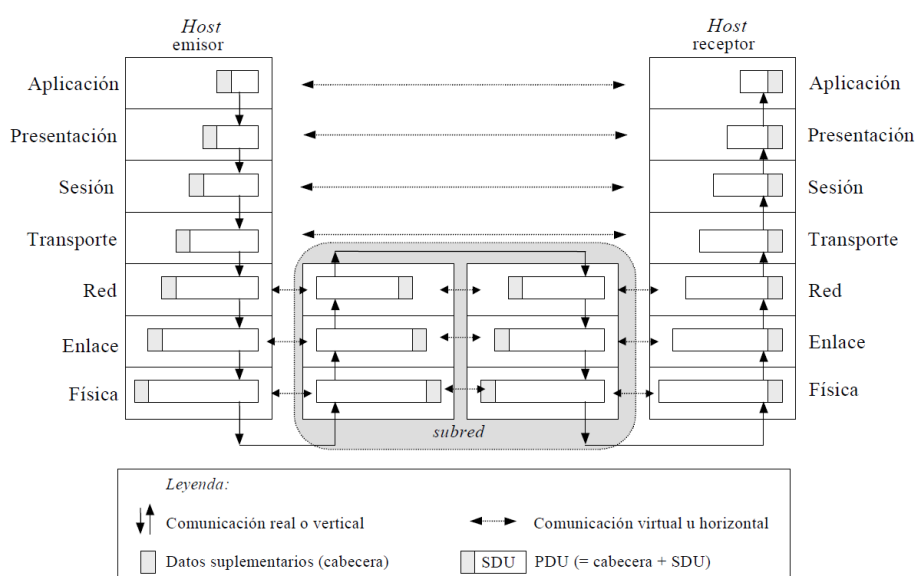 Host
emisor
Host
receptor
Aplicación
Aplicación
Presentación
Presentación
Sesión
Sesión
Transporte
Transporte
Red
Red
Enlace
Enlace
Física
Física
subred
Leyenda:
Comunicación real o vertical
Comunicación virtual u horizontal
Datos suplementarios (cabecera)
SDU
PDU (= cabecera + SDU)